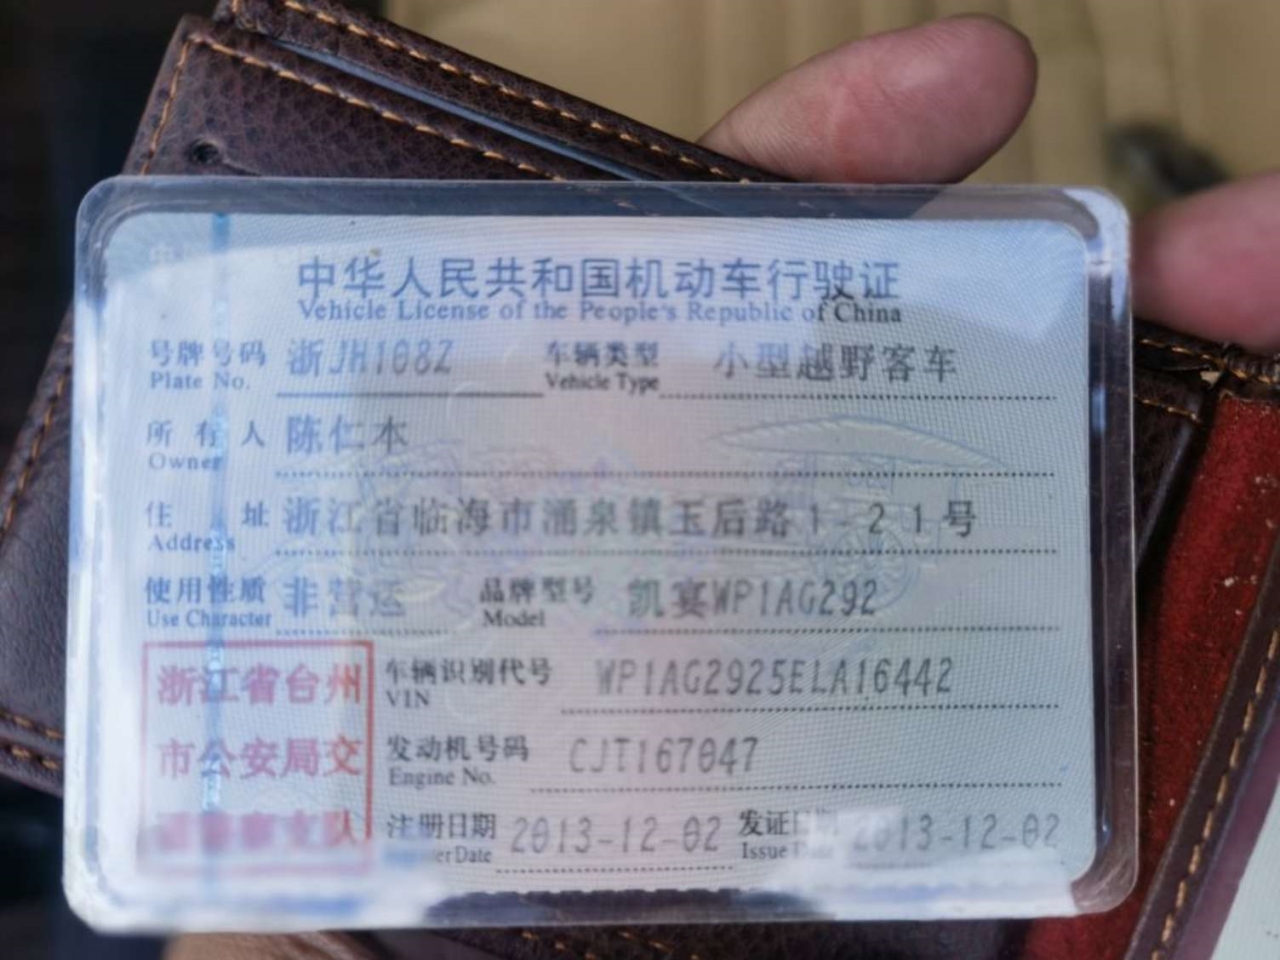 中华人民共和国机动车行驶证
Vehicle License of the People's Republic of China
号牌号码 浙JH108Z 车辆类型 小型越野客车
Plate No. Vehicle Type
所有人 陈仁本
Owner
住址 浙江省临海市涌泉镇玉后路1-21号
Address
使用性质 非营运 品牌型号 凯宴WP1AG292
Use Character Model
浙江省台州 车辆识别代号 WP1AG2925ELA16442
VIN
市公安局交 发动机号码 CJT167047
Engine No.
支队 注册日期 2013-12-02 发证日期 2013-12-02
Date Issue